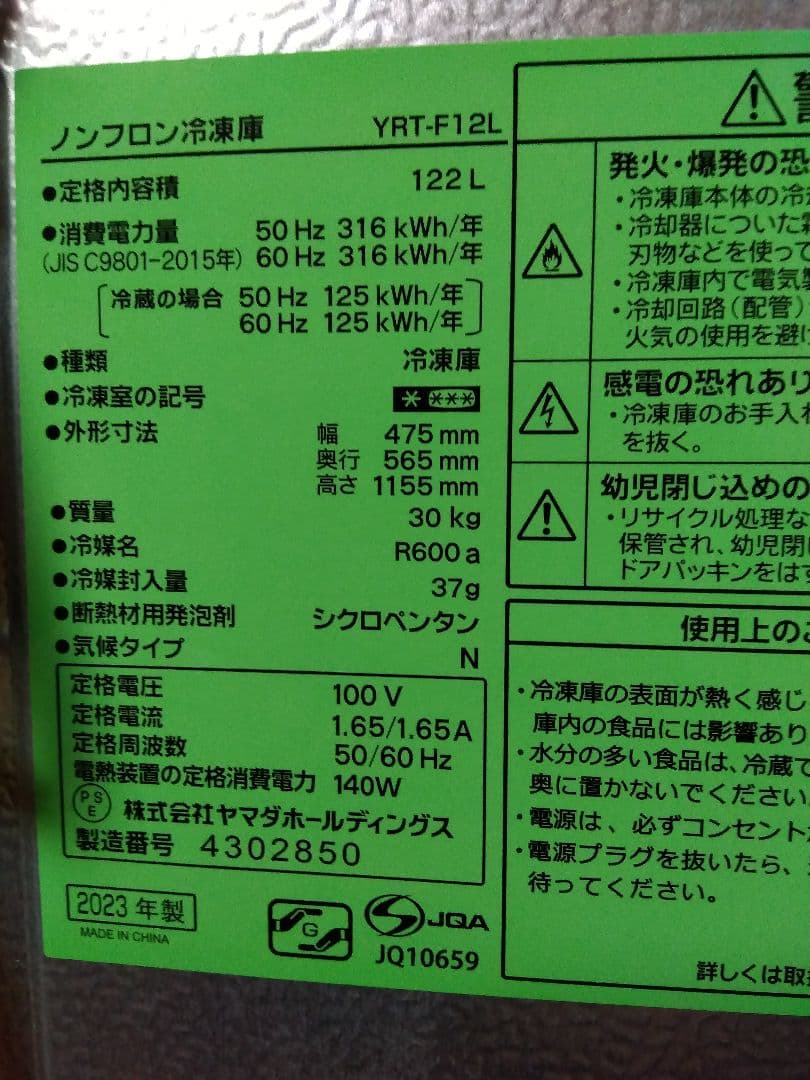 ノンフロン冷凍庫 YRT-F12L
●定格内容積 122 L
●消費電力量 50 Hz 316 kWh/年
(JIS C9801-2015年) 60 Hz 316 kWh/年
冷蔵の場合 50 Hz 125 kWh/年
60 Hz 125 kWh/年
●種類 冷凍庫
●冷凍室の記号
●外形寸法 幅 475 mm
奥行 565 mm
高さ 1155 mm
●質量 30 kg
●冷媒名 R600a
●冷媒封入量 37g
●断熱材用発泡剤 シクロペンタン
●気候タイプ N
定格電圧 100 V
定格電流 1.65/1.65A
定格周波数 50/60 Hz
電熱装置の定格消費電力 140W
PSE 株式会社ヤマダホールディングス
製造番号 4302850
2023 年製
MADE IN CHINA
G
JQA
JQ10659
発火・爆発の恐
・冷凍庫本体の冷
・冷却器についた
刃物などを使って
・冷凍庫内で電気
・冷却回路(配管)
火気の使用を避
感電の恐れあり
・冷凍庫のお手入
を抜く。
幼児閉じ込めの
・リサイクル処理な
保管され、幼児閉
ドアパッキンをは
使用上の
・冷凍庫の表面が熱く感じ
庫内の食品には影響あり
・水分の多い食品は、冷蔵で
奥に置かないでください
・電源は、必ずコンセント
・電源プラグを抜いたら、
待ってください。
詳しくは取